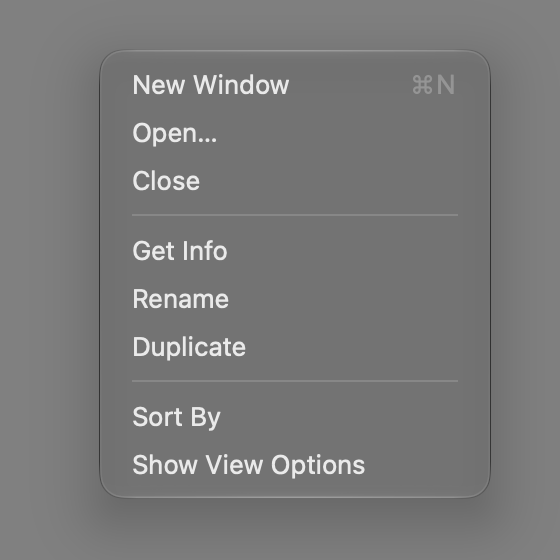 New Window ⌘N
Open...
Close
Get Info
Rename
Duplicate
Sort By
Show View Options